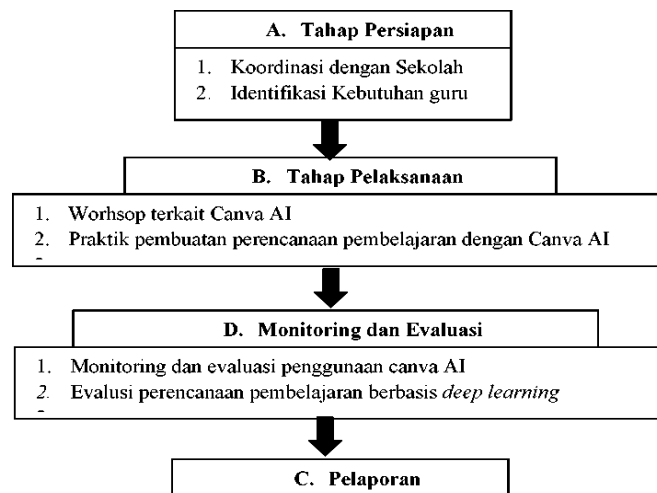 A. Tahap Persiapan
1. Koordinasi dengan Sekolah
2. Identifikasi Kebutuhan guru
B. Tahap Pelaksanaan
1. Worhsop terkait Canva AI
2. Praktik pembuatan perencanaan pembelajaran dengan Canva AI
D. Monitoring dan Evaluasi
1. Monitoring dan evaluasi penggunaan canva AI
2. Evalusi perencanaan pembelajaran berbasis deep learning
C. Pelaporan